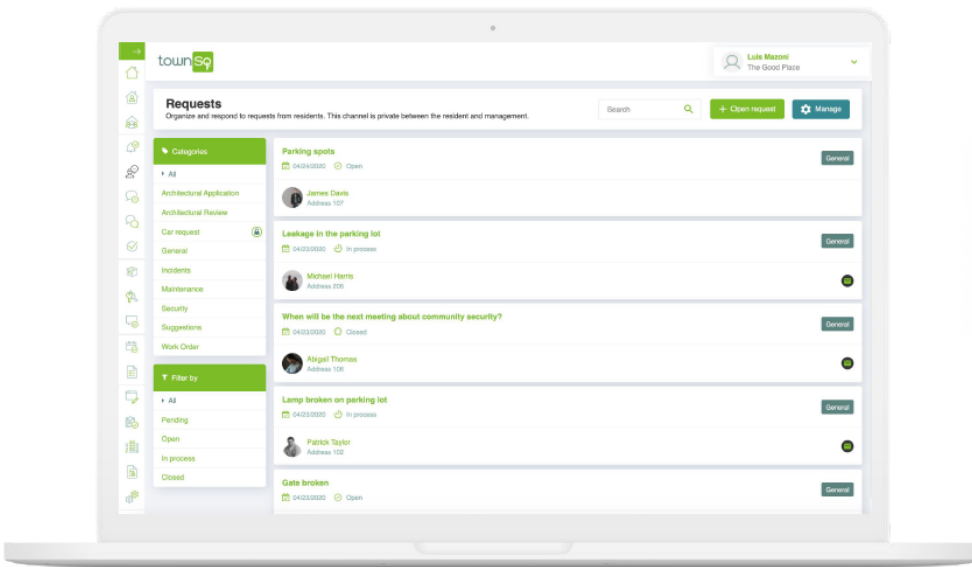 town sq
Luis Mazoni
The Good Place
Requests
Organize and respond to requests from residents. This channel is private between the resident and management.
Search
+ Open request
Manage
Categories
All
Architectural Application
Architectural Review
Car request
General
Incidents
Maintenance
Security
Suggestions
Work Order
Filter by
All
Pending
Open
In process
Closed
Parking spots
General
04/24/2020 Open
James Davis
Address 107
Leakage in the parking lot
General
04/23/2020 In process
Michael Harris
Address 206
When will be the next meeting about community security?
General
04/23/2020 Closed
Abigail Thomas
Address 106
Lamp broken on parking lot
General
04/23/2020 In process
Patrick Taylor
Address 102
Gate broken
General
04/23/2020 Open